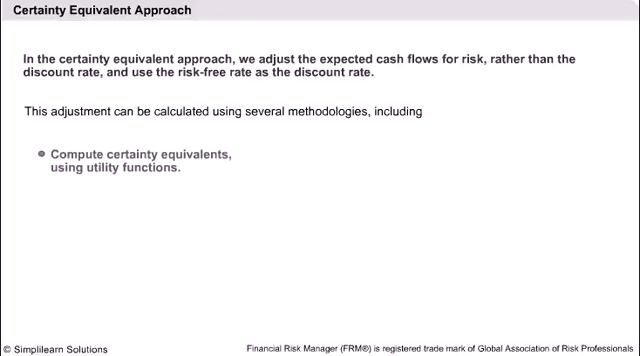 Certainty Equivalent Approach
In the certainty equivalent approach, we adjust the expected cash flows for risk, rather than the
discount rate, and use the risk-free rate as the discount rate.
This adjustment can be calculated using several methodologies, including
Compute certainty equivalents,
using utility functions.
© Simplilearn Solutions
Financial Risk Manager (FRM®) is registered trade mark of Global Association of Risk Professionals